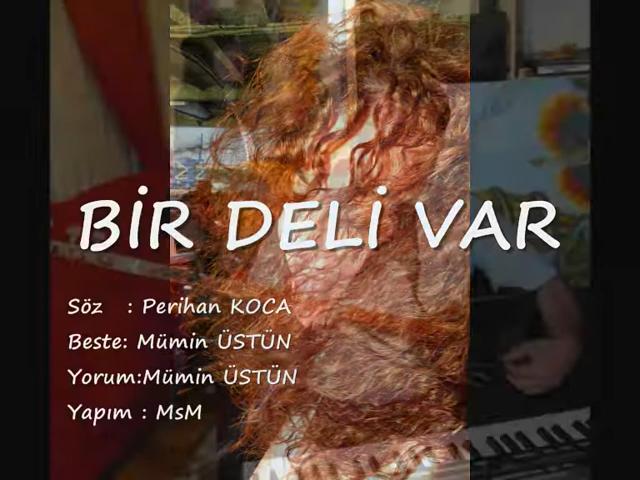 BİR DELİ VAR
Söz : Perihan KOCA
Beste: Mümin ÜSTÜN
Yorum:Mümin ÜSTÜN
Yapım : MsM